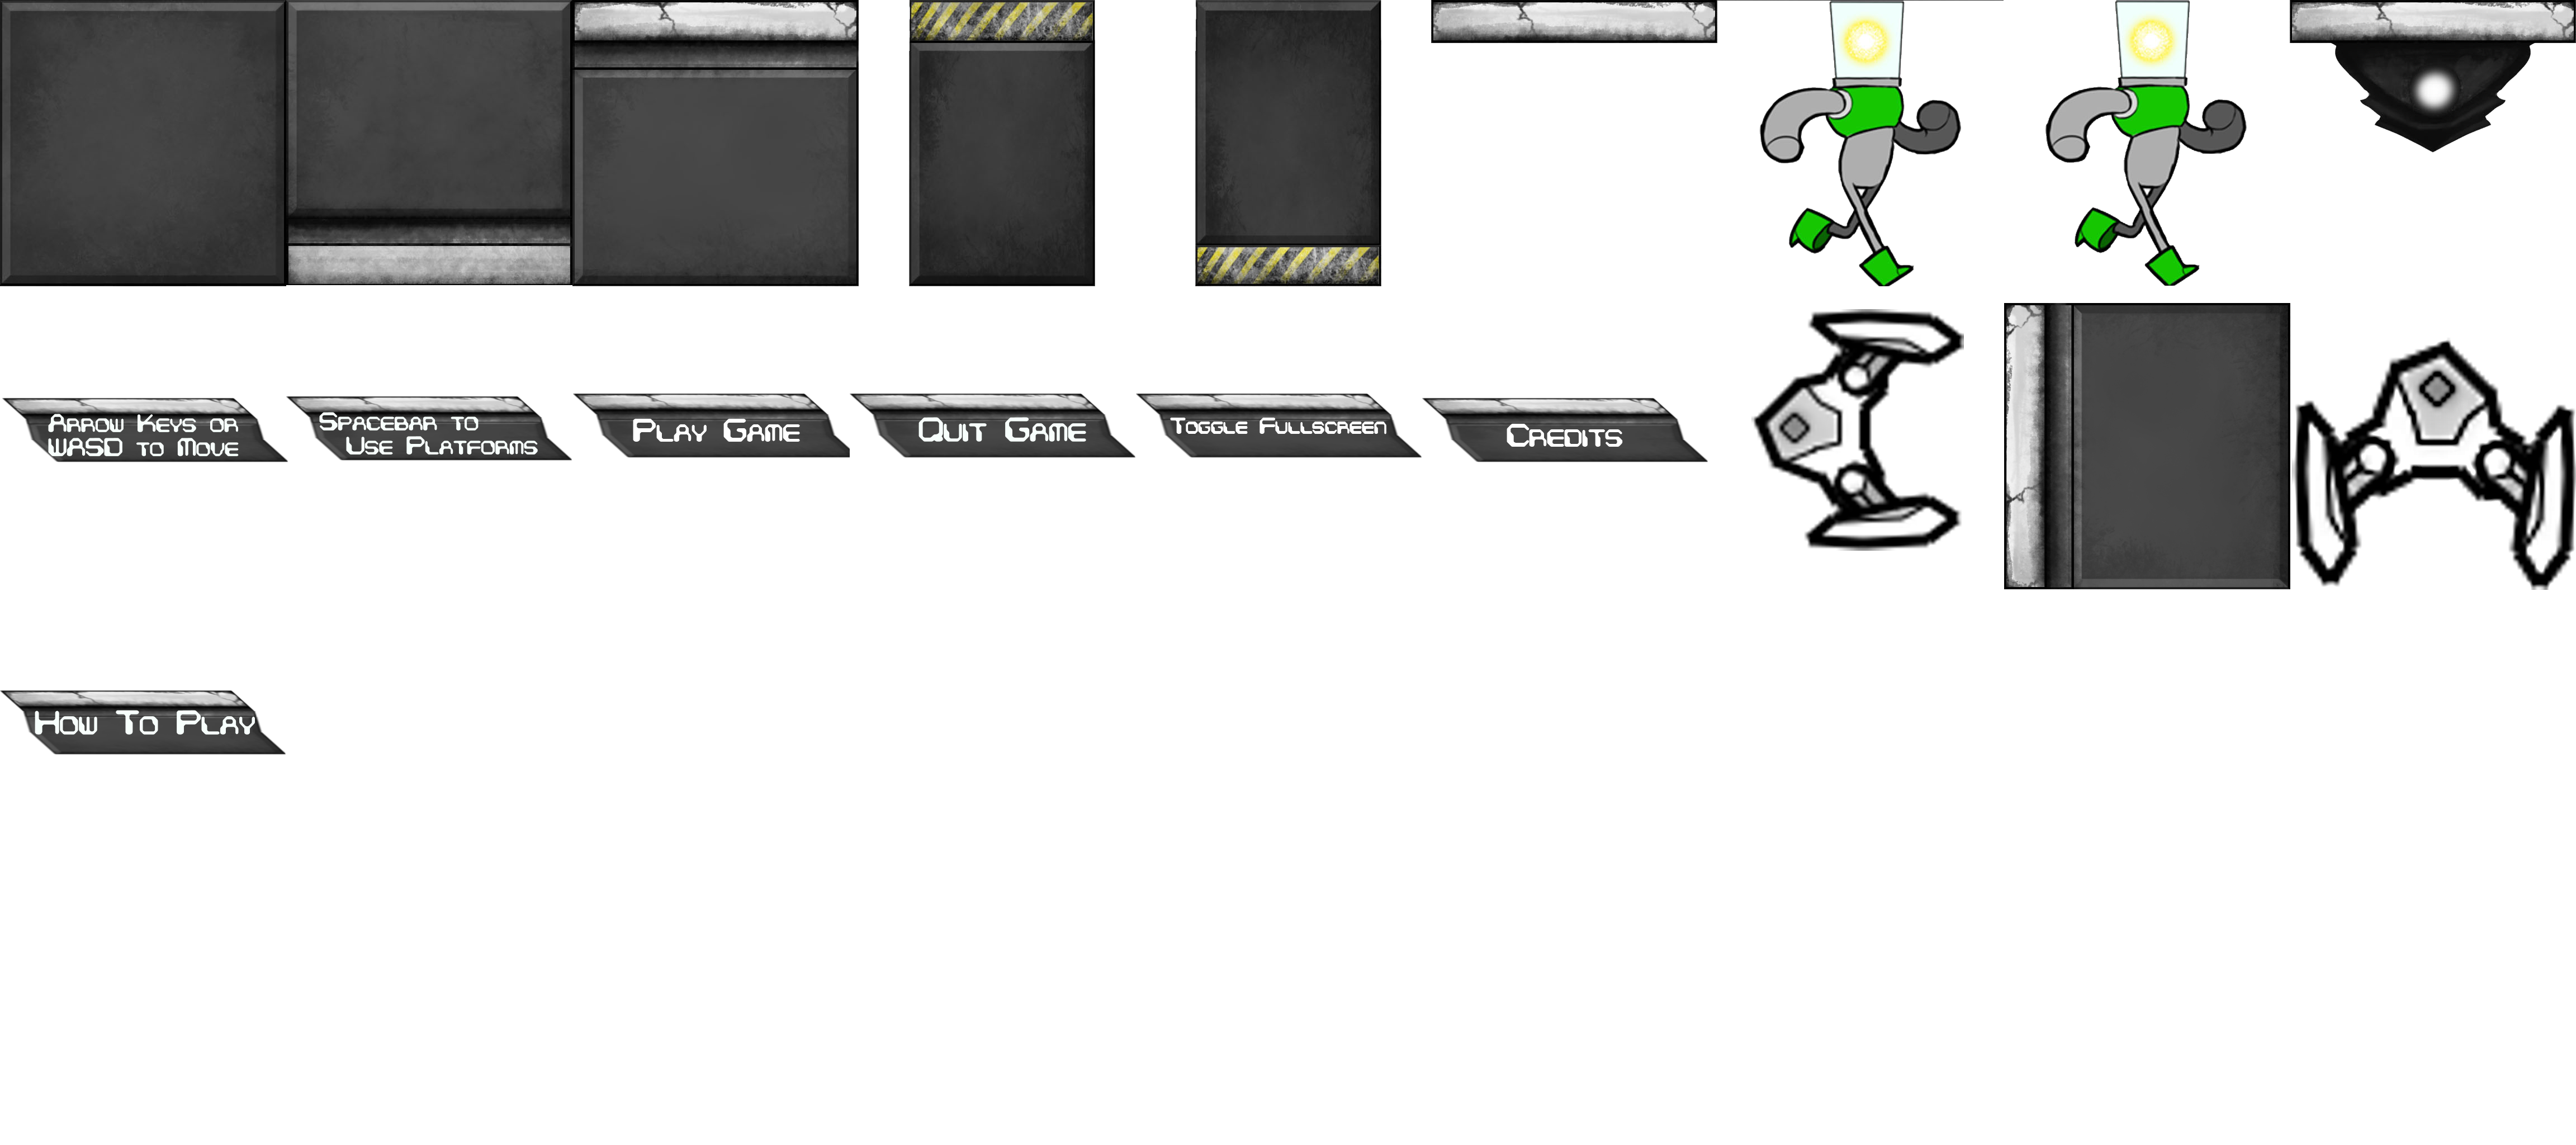 Arrow Keys or
WASD to Move
Spacebar to
Use Platforms
Play Game
Quit Game
Toggle Fullscreen
Credits
How To Play